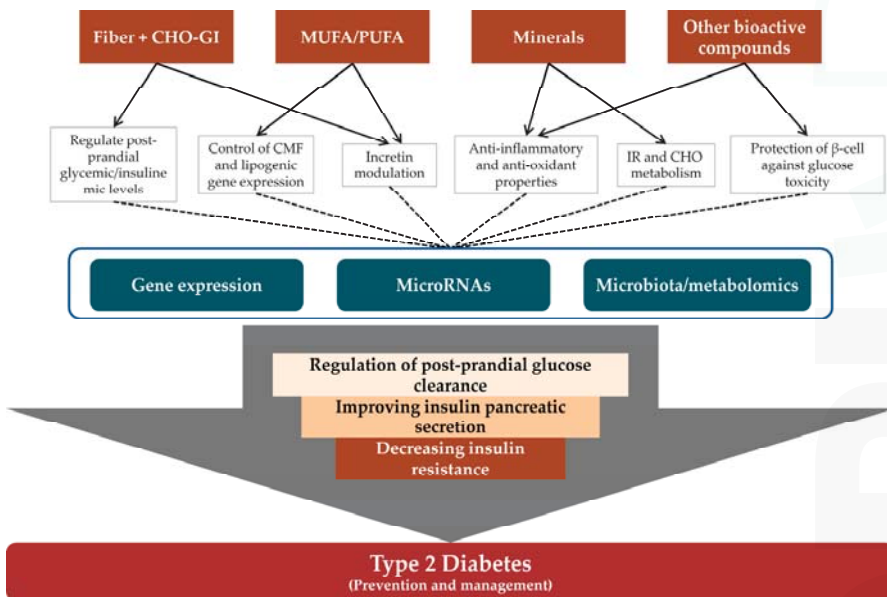 Fiber + CHO-GI
MUFA/PUFA
Minerals
Other bioactive
compounds
Regulate post-
prandial
glycemic/insuline
mic levels
Control of CMF
and lipogenic
gene expression
Incretin
modulation
Anti-inflammatory
and anti-oxidant
properties
IR and CHO
metabolism
Protection of β-cell
against glucose
toxicity
Gene expression
MicroRNAs
Microbiota/metabolomics
Regulation of post-prandial glucose
clearance
Improving insulin pancreatic
secretion
Decreasing insulin
resistance
Type 2 Diabetes
(Prevention and management)